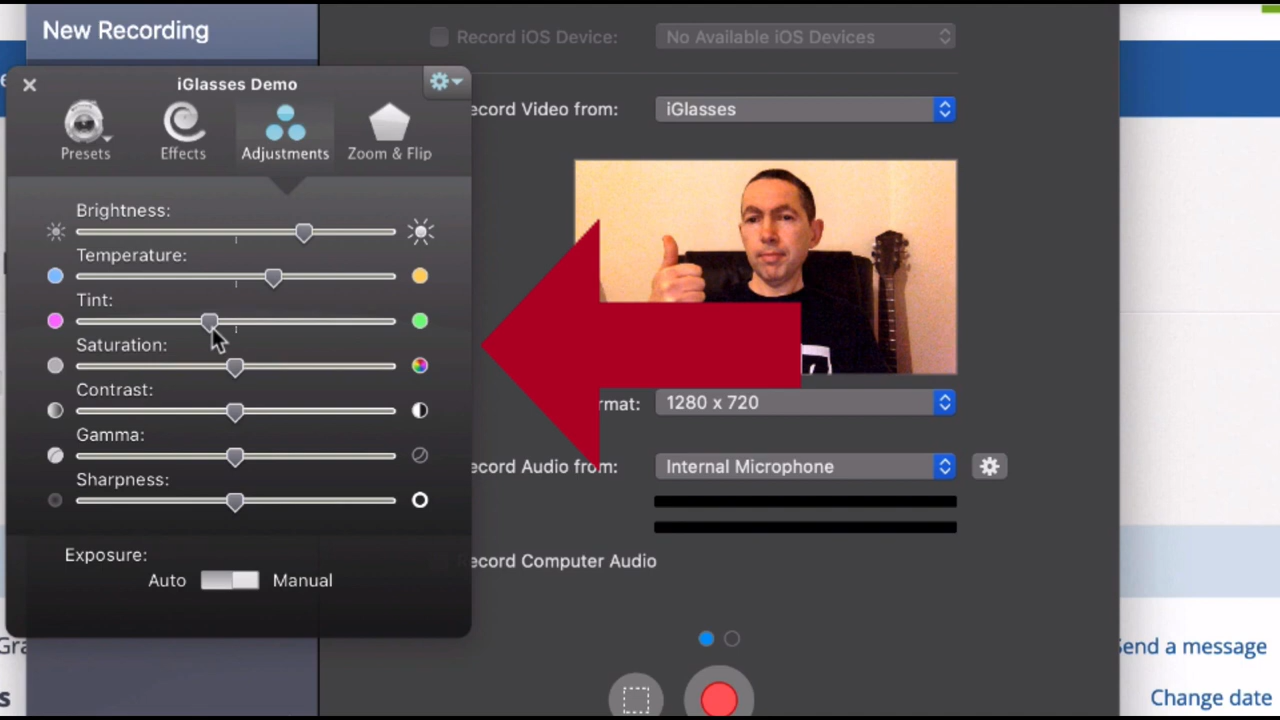 New Recording
Record iOS Device: No Available iOS Devices
iGlasses Demo
Presets Effects Adjustments Zoom & Flip
ecord Video from: iGlasses
Brightness:
Temperature:
Tint:
Saturation:
Contrast:
Gamma:
Sharpness:
Exposure:
Auto Manual
rmat: 1280 x 720
ecord Audio from: Internal Microphone
ecord Computer Audio
Gra
s
Send a message
Change date